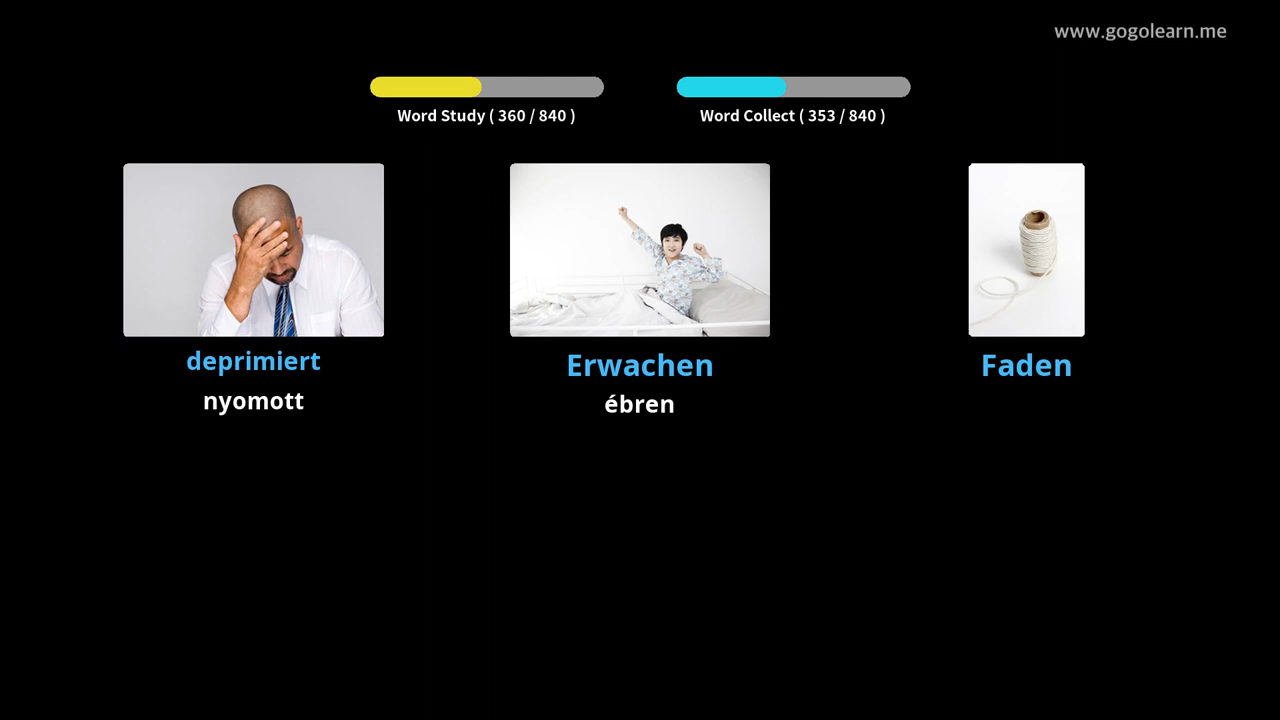 www.gogolearn.me
Word Study ( 360 / 840 )
Word Collect ( 353 / 840 )
deprimiert
nyomott
Erwachen
ébren
Faden